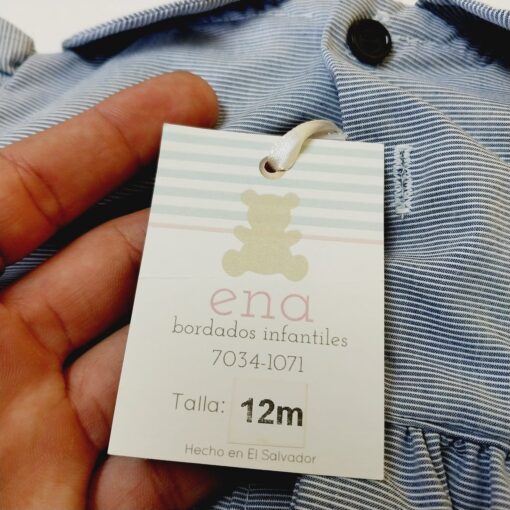 ena
bordados infantiles
7034-1071
Talla: 12m
Hecho en El Salvador